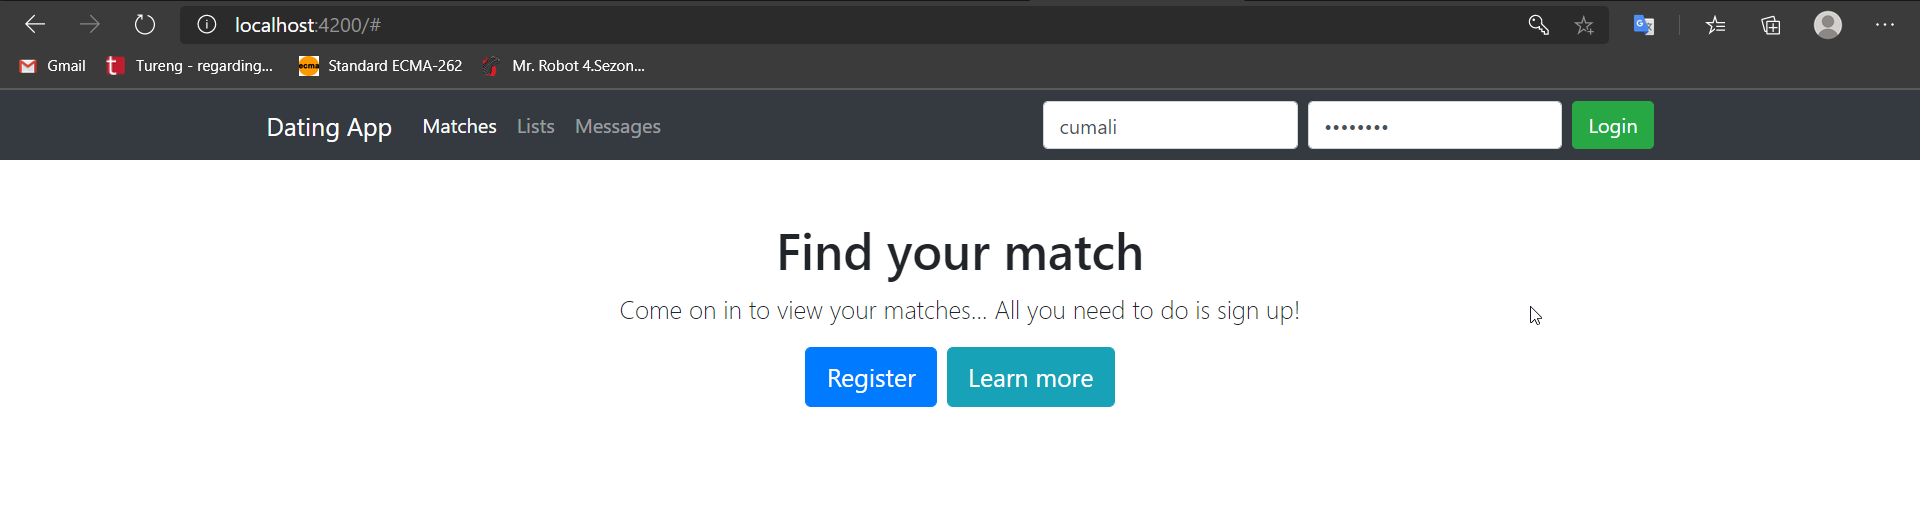 localhost:4200/#
Gmail Tureng - regarding... Standard ECMA-262 Mr. Robot 4.Sezon...
Dating App Matches Lists Messages cumali •••••••• Login
Find your match
Come on in to view your matches... All you need to do is sign up!
Register Learn more